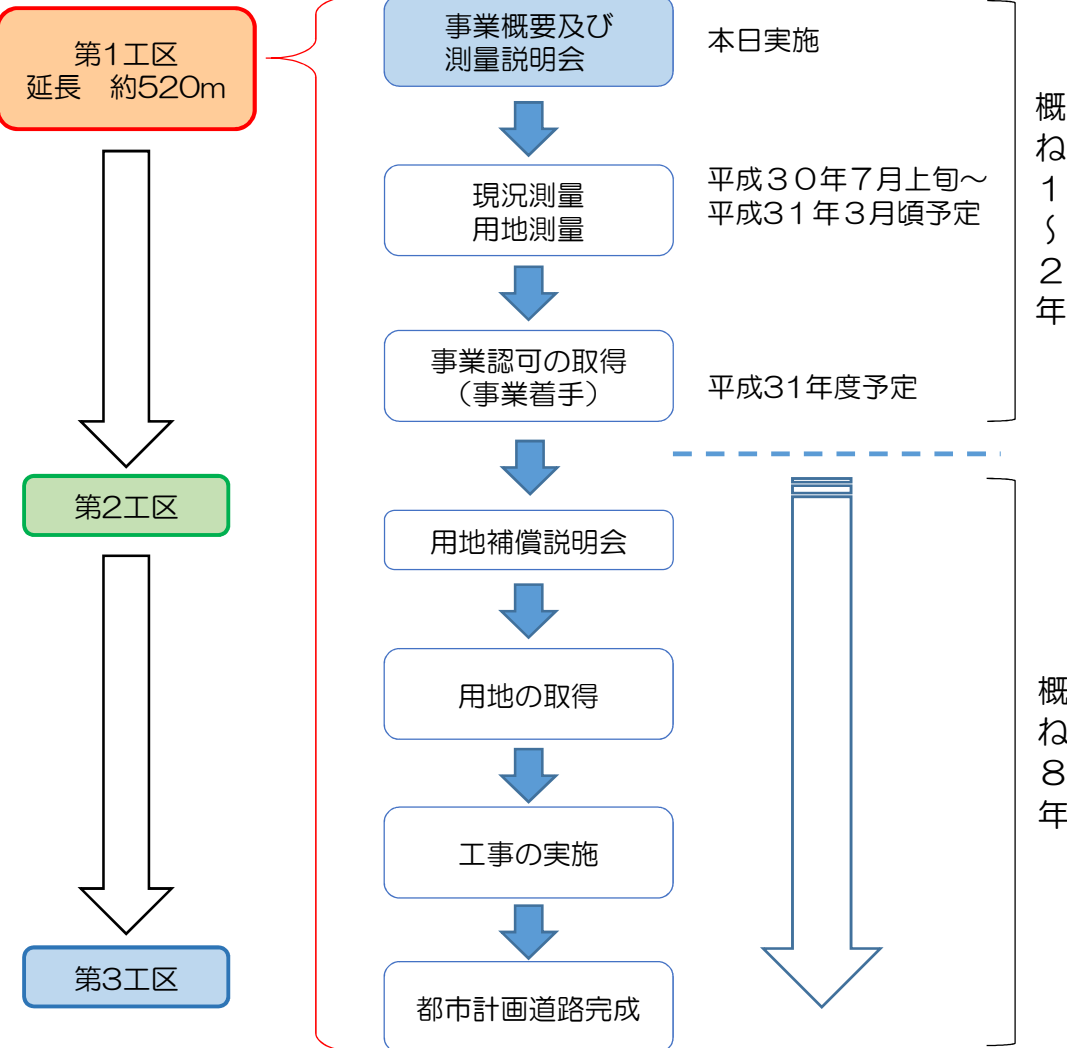 第1工区
延長　約520m
第2工区
第3工区
事業概要及び
測量説明会
本日実施
現況測量
用地測量
平成３０年７月上旬～
平成31年３月頃予定
事業認可の取得
（事業着手）
平成31年度予定
概ね１～２年
用地補償説明会
用地の取得
工事の実施
都市計画道路完成
概ね８年